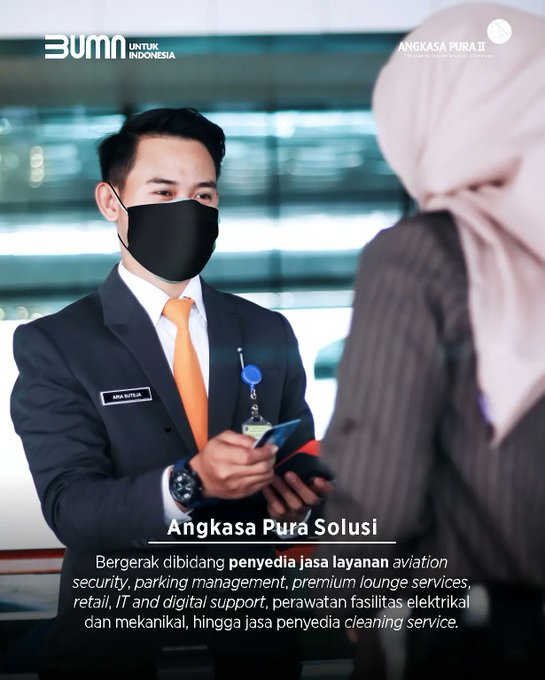 BUMN UNTUK
INDONESIA
ANGKASA PURA II
ARIA SUTEJA
Angkasa Pura Solusi
Bergerak dibidang penyedia jasa layanan aviation
security, parking management, premium lounge services,
retail, IT and digital support, perawatan fasilitas elektrikal
dan mekanikal, hingga jasa penyedia cleaning service.